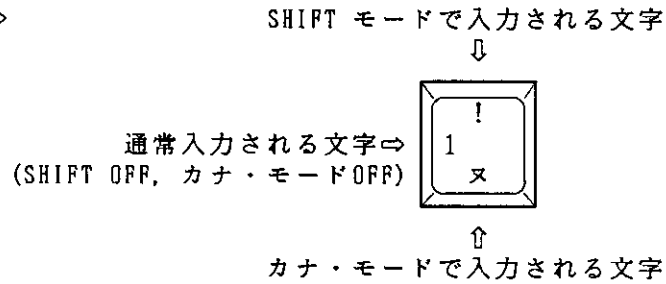 SHIFT モードで入力される文字
⇩
!
通常入力される文字⇨ 1
(SHIFT OFF, カナ・モードOFF) ヌ
⇧
カナ・モードで入力される文字